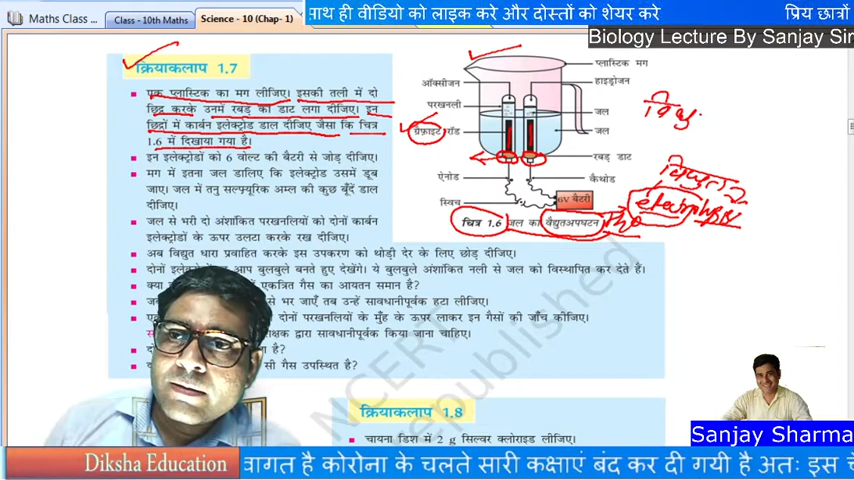 साथ ही वीडियो को लाइक करे और दोस्तों को शेयर करे
प्रिय छात्रों
Maths Class ...
Class - 10th Maths
Science - 10 (Chap- 1)
Biology Lecture By Sanjay Sir
क्रियाकलाप 1.7
एक प्लास्टिक का मग लीजिए। इसकी तली में दो
छिद्र करके उनमें रबड़ की डाट लगा दीजिए। इन
छिद्रों में कार्बन इलेक्ट्रोड डाल दीजिए जैसा कि चित्र
1.6 में दिखाया गया है।
इन इलेक्ट्रोडों को 6 वोल्ट की बैटरी से जोड़ दीजिए।
मग में इतना जल डालिए कि इलेक्ट्रोड उसमें डूब
जाए। जल में तनु सल्फ़्यूरिक अम्ल की कुछ बूँदें डाल
दीजिए।
जल से भरी दो अंशांकित परखनलियों को दोनों कार्बन
इलेक्ट्रोडों के ऊपर उलटा करके रख दीजिए।
अब विद्युत धारा प्रवाहित करके इस उपकरण को थोड़ी देर के लिए छोड़ दीजिए।
दोनों आप बुलबुले बनते हुए देखेंगे। ये बुलबुले अंशांकित नली से जल को विस्थापित कर देते हैं।
क्या एकत्रित गैस का आयतन समान है?
से भर जाएँ तब उन्हें सावधानीपूर्वक हटा लीजिए।
दोनों परखनलियों के मुँह के ऊपर लाकर इन गैसों की जाँच कीजिए।
द्वारा सावधानीपूर्वक किया जाना चाहिए।
है?
सी गैस उपस्थित है?
प्लास्टिक मग
ऑक्सीजन
हाइड्रोजन
परखनली
जल
ग्रेफ़ाइट रॉड
जल
रबड़ डाट
ऐनोड
कैथोड
स्विच
6V बैटरी
चित्र 1.6 जल का वैद्युतअपघटन
क्रियाकलाप 1.8
चायना डिश में 2 g सिल्वर क्लोराइड लीजिए।
NCERT
republished
Sanjay Sharma
Diksha Education
वागत है कोरोना के चलते सारी कक्षाएं बंद कर दी गयी है अतः इस